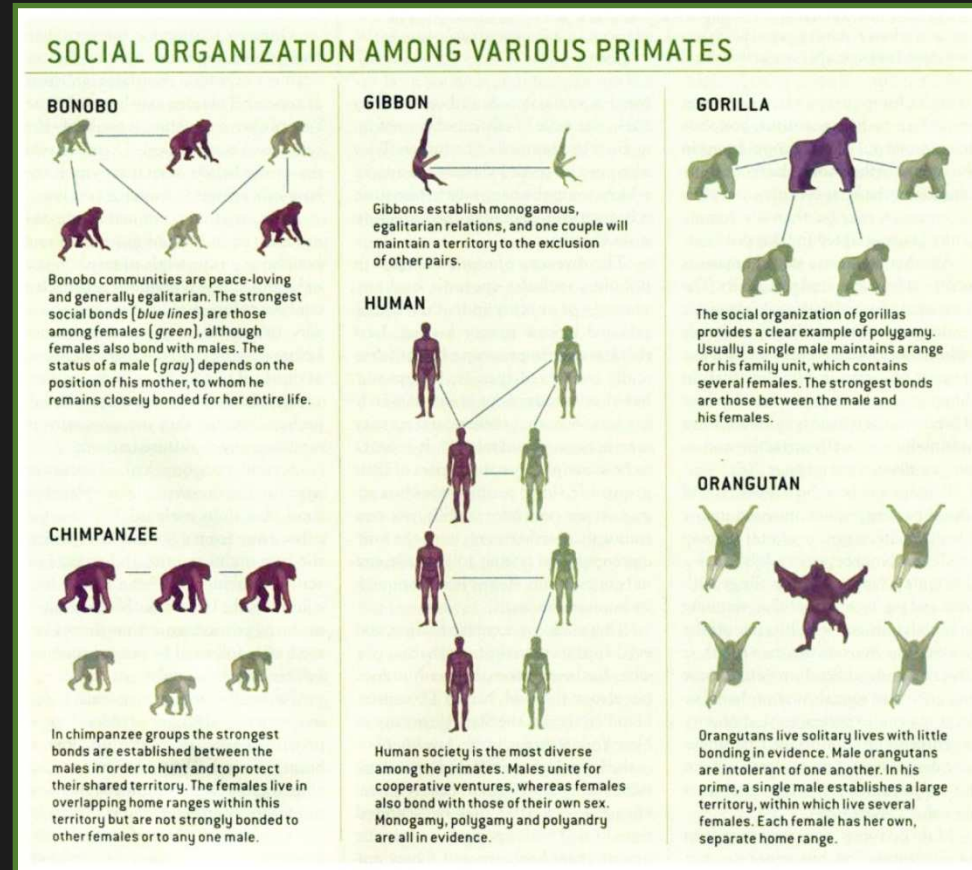 SOCIAL ORGANIZATION AMONG VARIOUS PRIMATES
BONOBO
Bonobo communities are peace-loving
and generally egalitarian. The strongest
social bonds (blue lines) are those
among females (green), although
females also bond with males. The
status of a male (gray) depends on the
position of his mother, to whom he
remains closely bonded for her entire life.
CHIMPANZEE
In chimpanzee groups the strongest
bonds are established between the
males in order to hunt and to protect
their shared territory. The females live in
overlapping home ranges within this
territory but are not strongly bonded to
other females or to any one male.
GIBBON
Gibbons establish monogamous,
egalitarian relations, and one couple will
maintain a territory to the exclusion
of other pairs.
HUMAN
Human society is the most diverse
among the primates. Males unite for
cooperative ventures, whereas females
also bond with those of their own sex.
Monogamy, polygamy and polyandry
are all in evidence.
GORILLA
The social organization of gorillas
provides a clear example of polygamy.
Usually a single male maintains a range
for his family unit, which contains
several females. The strongest bonds
are those between the male and
his females.
ORANGUTAN
Orangutans live solitary lives with little
bonding in evidence. Male orangutans
are intolerant of one another. In his
prime, a single male establishes a large
territory, within which live several
females. Each female has her own,
separate home range.